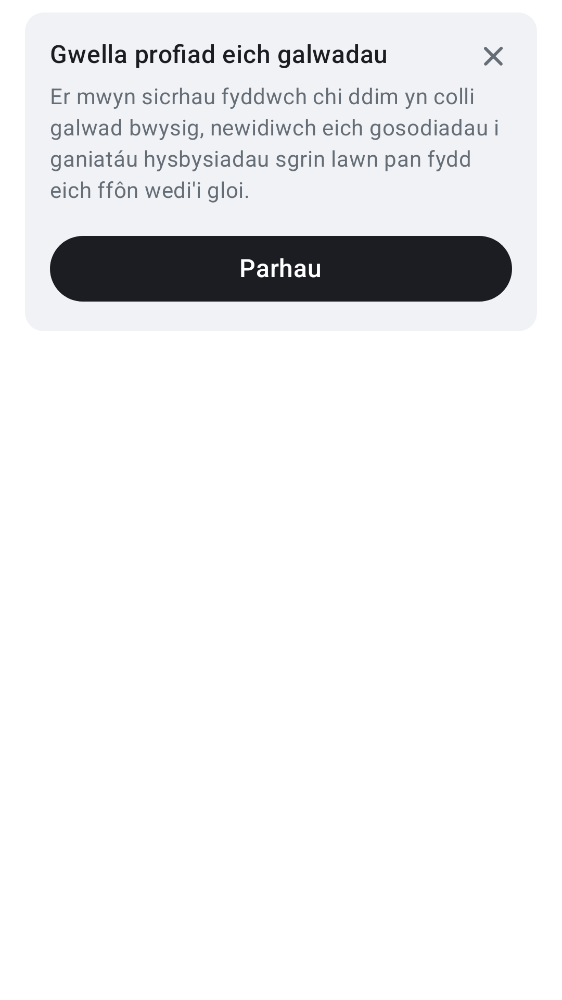 Gwella profiad eich galwadau
Er mwyn sicrhau fyddwch chi ddim yn colli
galwad bwysig, newidiwch eich gosodiadau i
ganiatáu hysbysiadau sgrin lawn pan fydd
eich ffôn wedi'i gloi.
Parhau